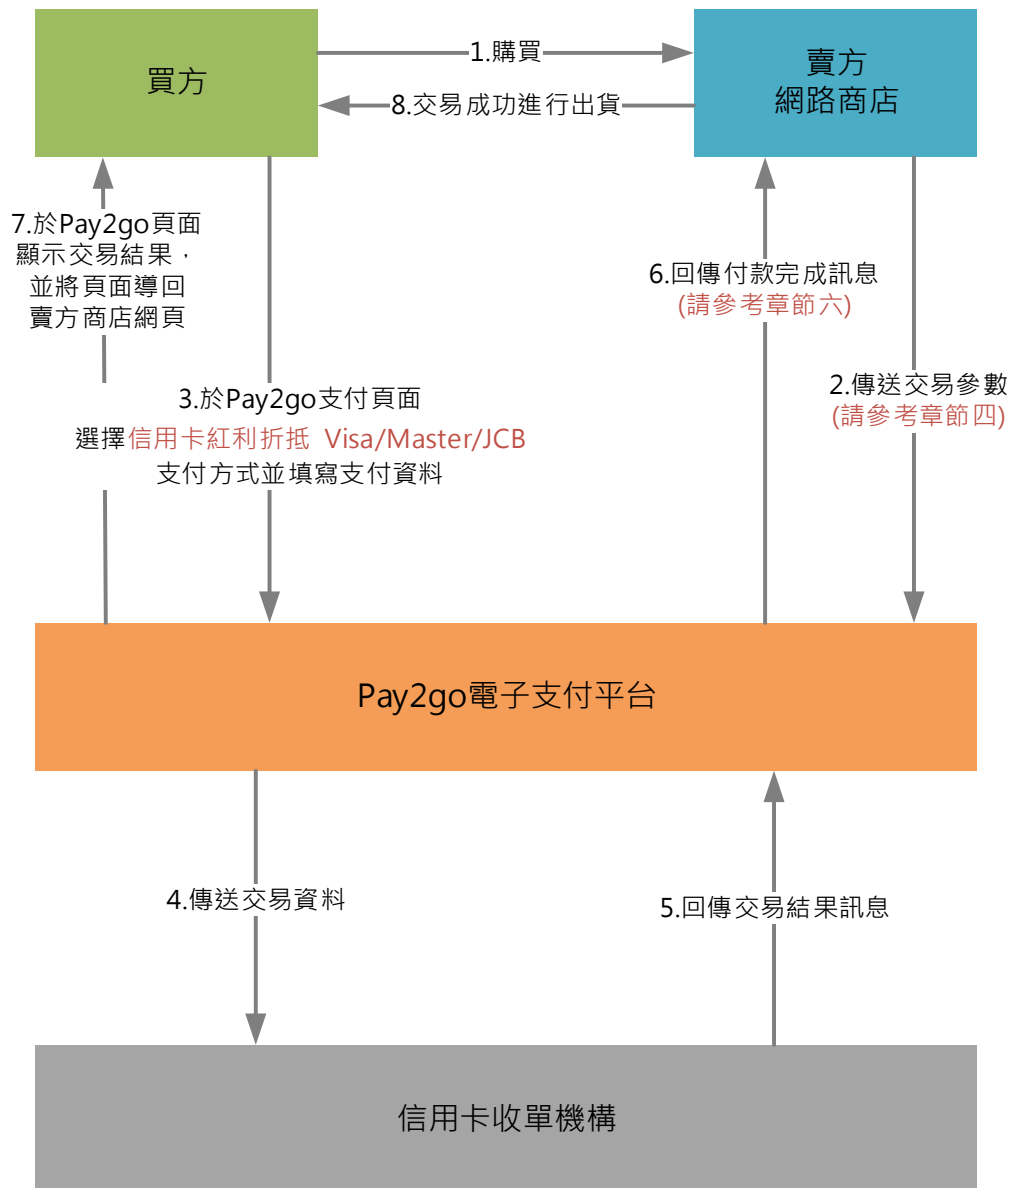 買方
1.購買
8.交易成功進行出貨
賣方
網路商店
7.於Pay2go頁面
顯示交易結果，
並將頁面導回
賣方商店網頁
6.回傳付款完成訊息
(請參考章節六)
2.傳送交易參數
(請參考章節四)
3.於Pay2go支付頁面
選擇信用卡紅利折抵 Visa/Master/JCB
支付方式並填寫支付資料
Pay2go電子支付平台
4.傳送交易資料
5.回傳交易結果訊息
信用卡收單機構